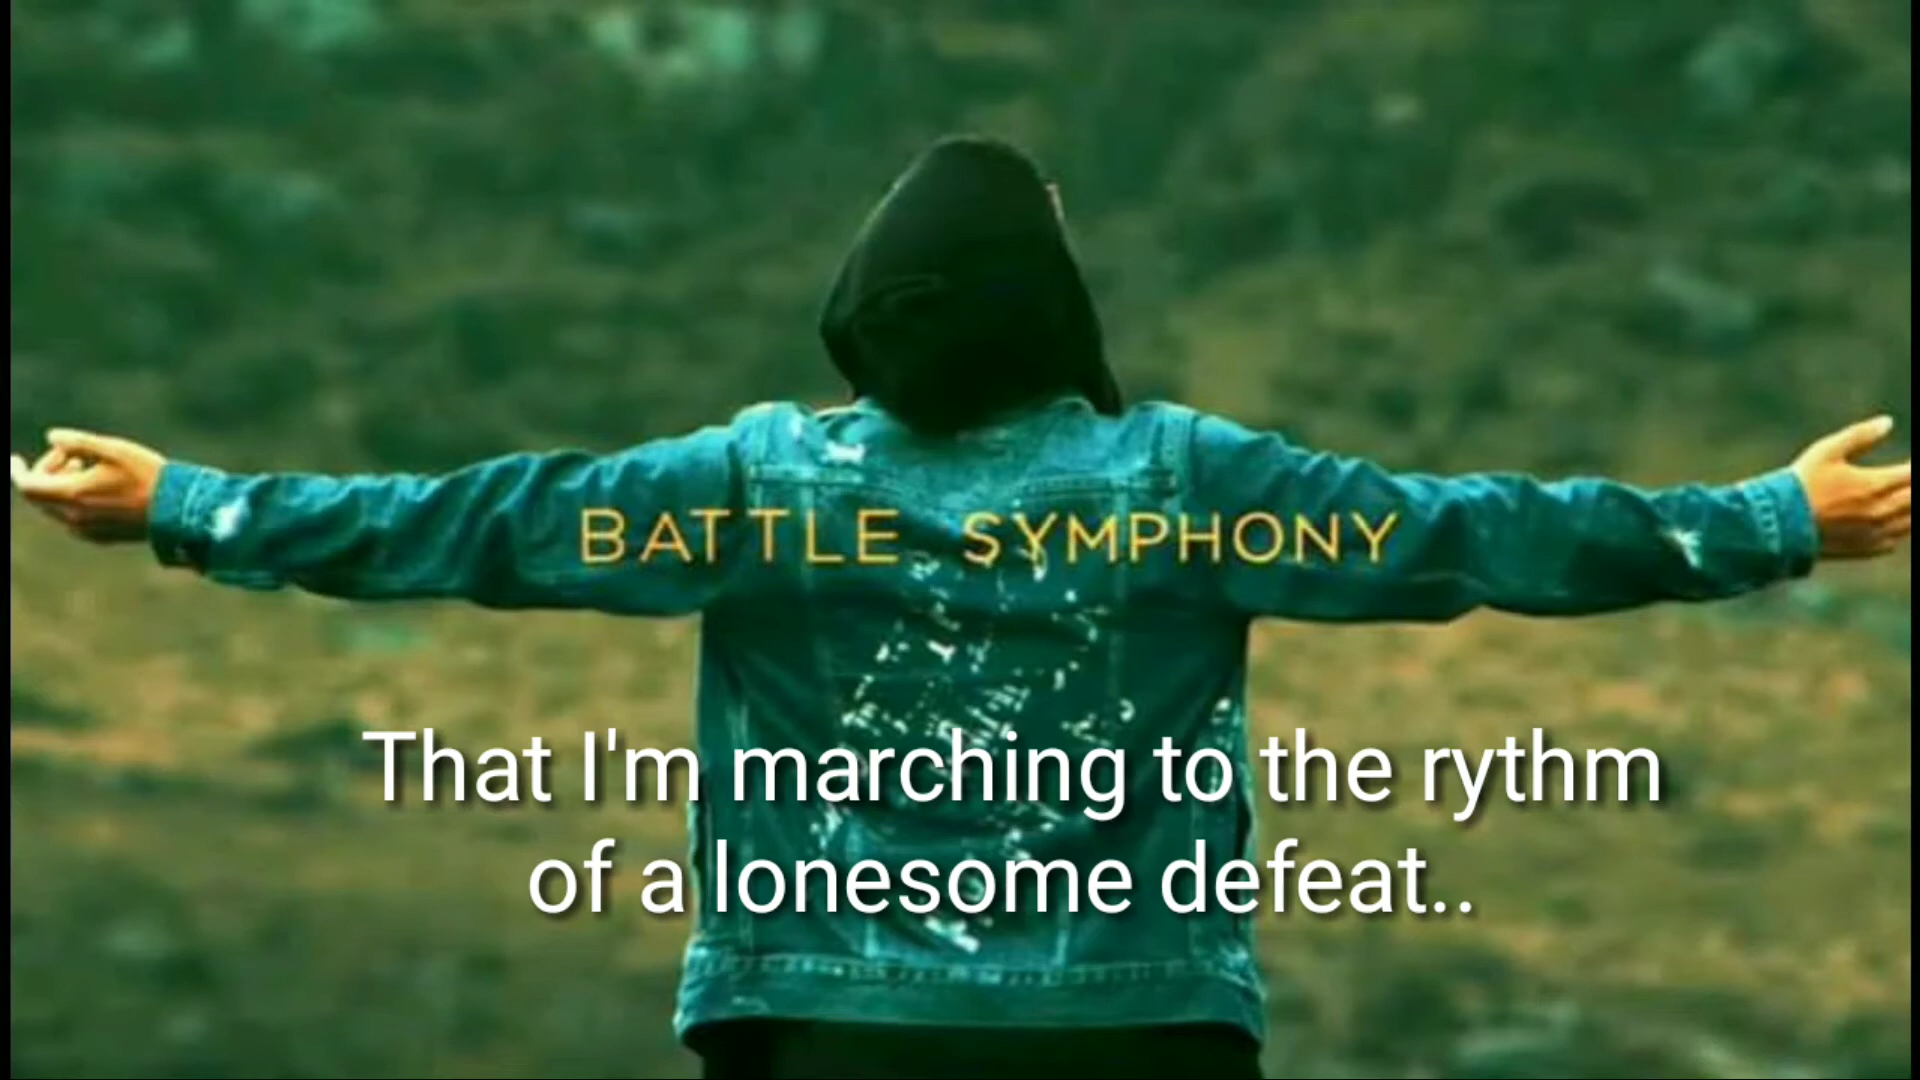 BATTLE SYMPHONY
That I'm marching to the rythm
of a lonesome defeat..